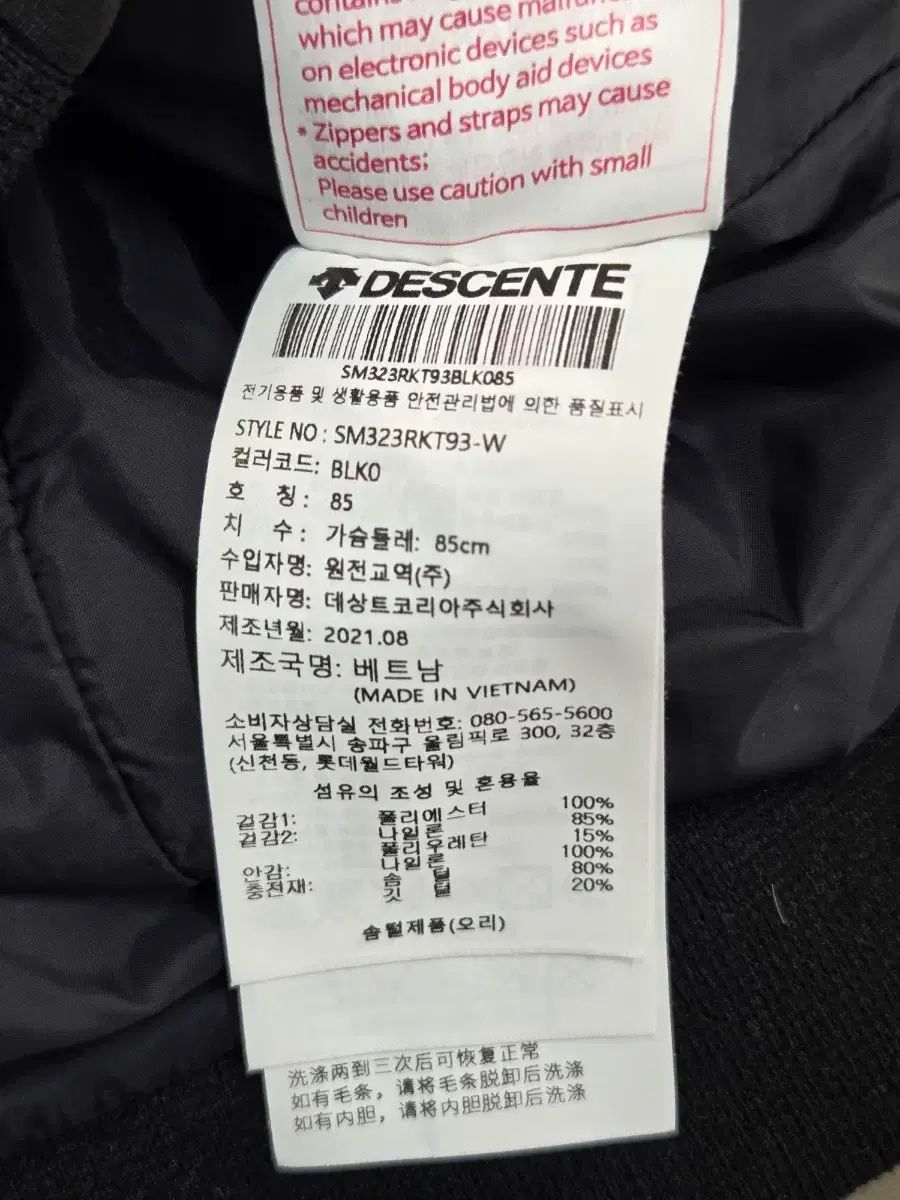 which may cause
on electronic devices such as
mechanical body aid devices
* Zippers and straps may cause
accidents;
Please use caution with small
children
DESCENTE
SM323RKT93BLK085
전기용품 및 생활용품 안전관리법에 의한 품질표시
STYLE NO : SM323RKT93-W
컬러코드: BLK0
호 칭 : 85
치 수 : 가슴둘레: 85cm
수입자명: 원전교역(주)
판매자명: 데상트코리아주식회사
제조년월: 2021.08
제조국명: 베트남
(MADE IN VIETNAM)
소비자상담실 전화번호: 080-565-5600
서울특별시 송파구 올림픽로 300, 32층
(신천동, 롯데월드타워)
섬유의 조성 및 혼용율
겉감1: 폴리에스터 100%
겉감2: 나일론 85%
폴리우레탄 15%
안감: 나일론 100%
충전재: 솜 털 80%
깃 털 20%
솜털제품(오리)
洗涤两到三次后可恢复正常
如有毛条，请将毛条脱卸后洗涤
如有内胆，请将内胆脱卸后洗涤